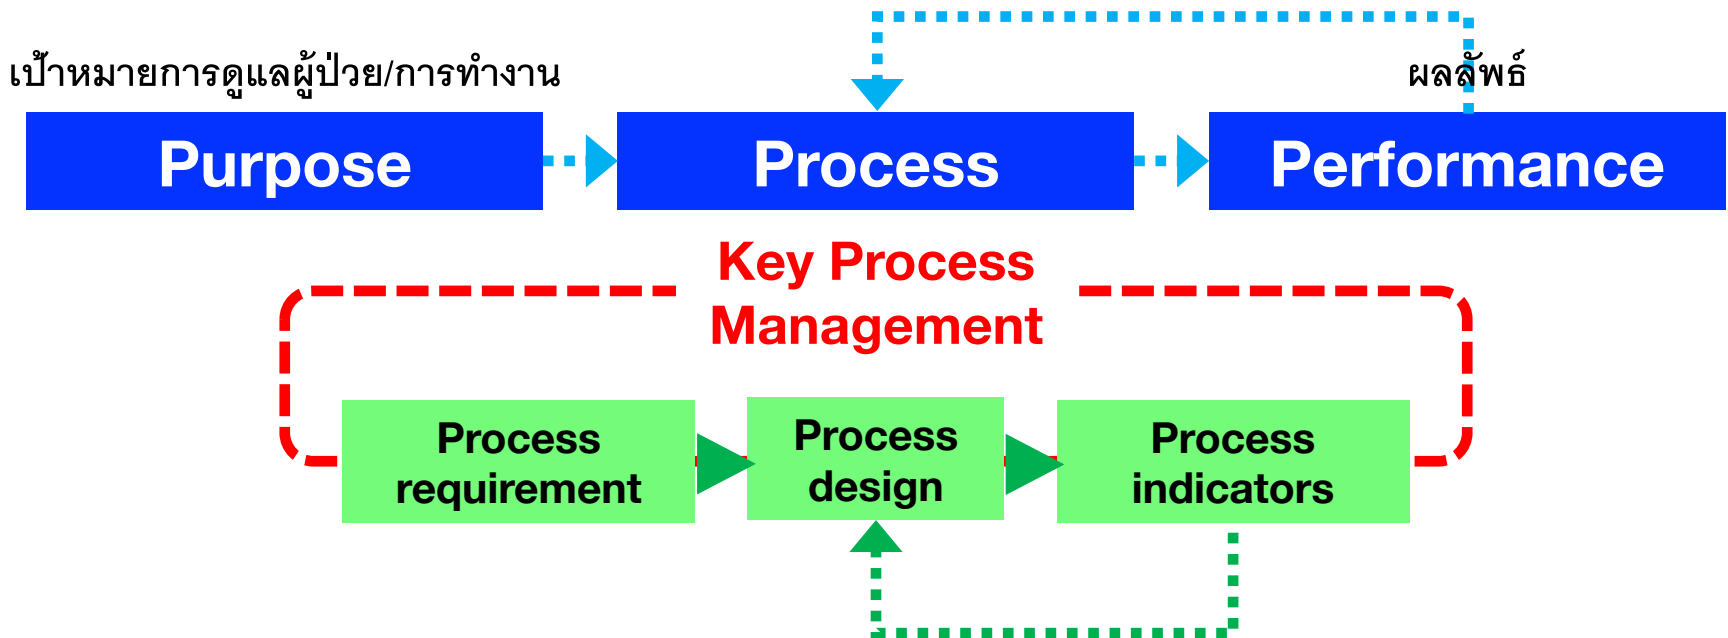 เป้าหมายการดูแลผู้ป่วย/การทำงาน
ผลลัพธ์
Purpose
Process
Performance
Key Process
Management
Process
requirement
Process
design
Process
indicators